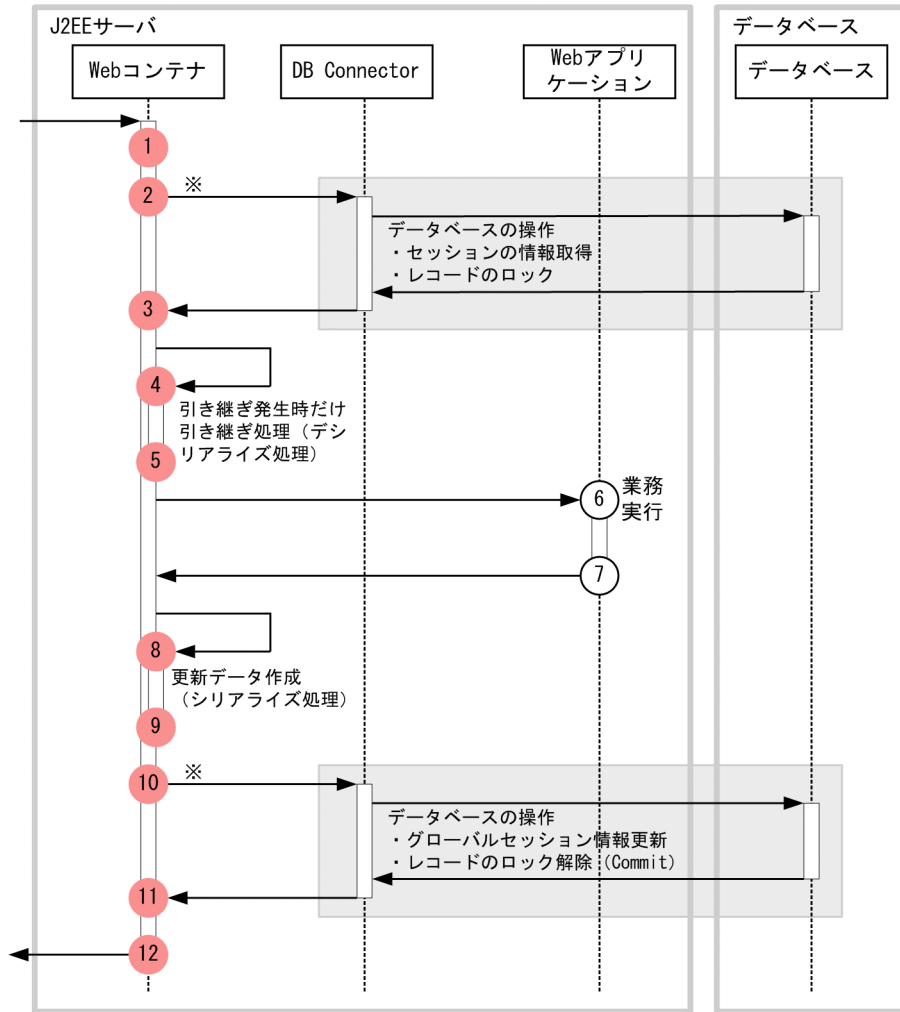 J2EEサーバ
データベース
Webコンテナ
DB Connector
Webアプリ
ケーション
データベース
1
2
※
データベースの操作
・セッションの情報取得
・レコードのロック
3
4
引き継ぎ発生時だけ
引き継ぎ処理(デシ
リアライズ処理)
5
6
業務
実行
7
8
更新データ作成
(シリアライズ処理)
9
10
※
データベースの操作
・グローバルセッション情報更新
・レコードのロック解除(Commit)
11
12